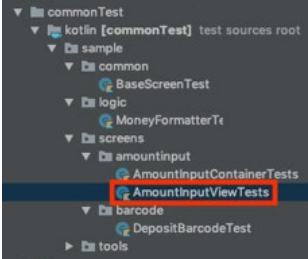 commonTest
kotlin [commonTest] test sources root
sample
common
BaseScreenTest
logic
MoneyFormatterTe
screens
amountinput
AmountInputContainerTests
AmountInputViewTests
barcode
DepositBarcodeTest
tools